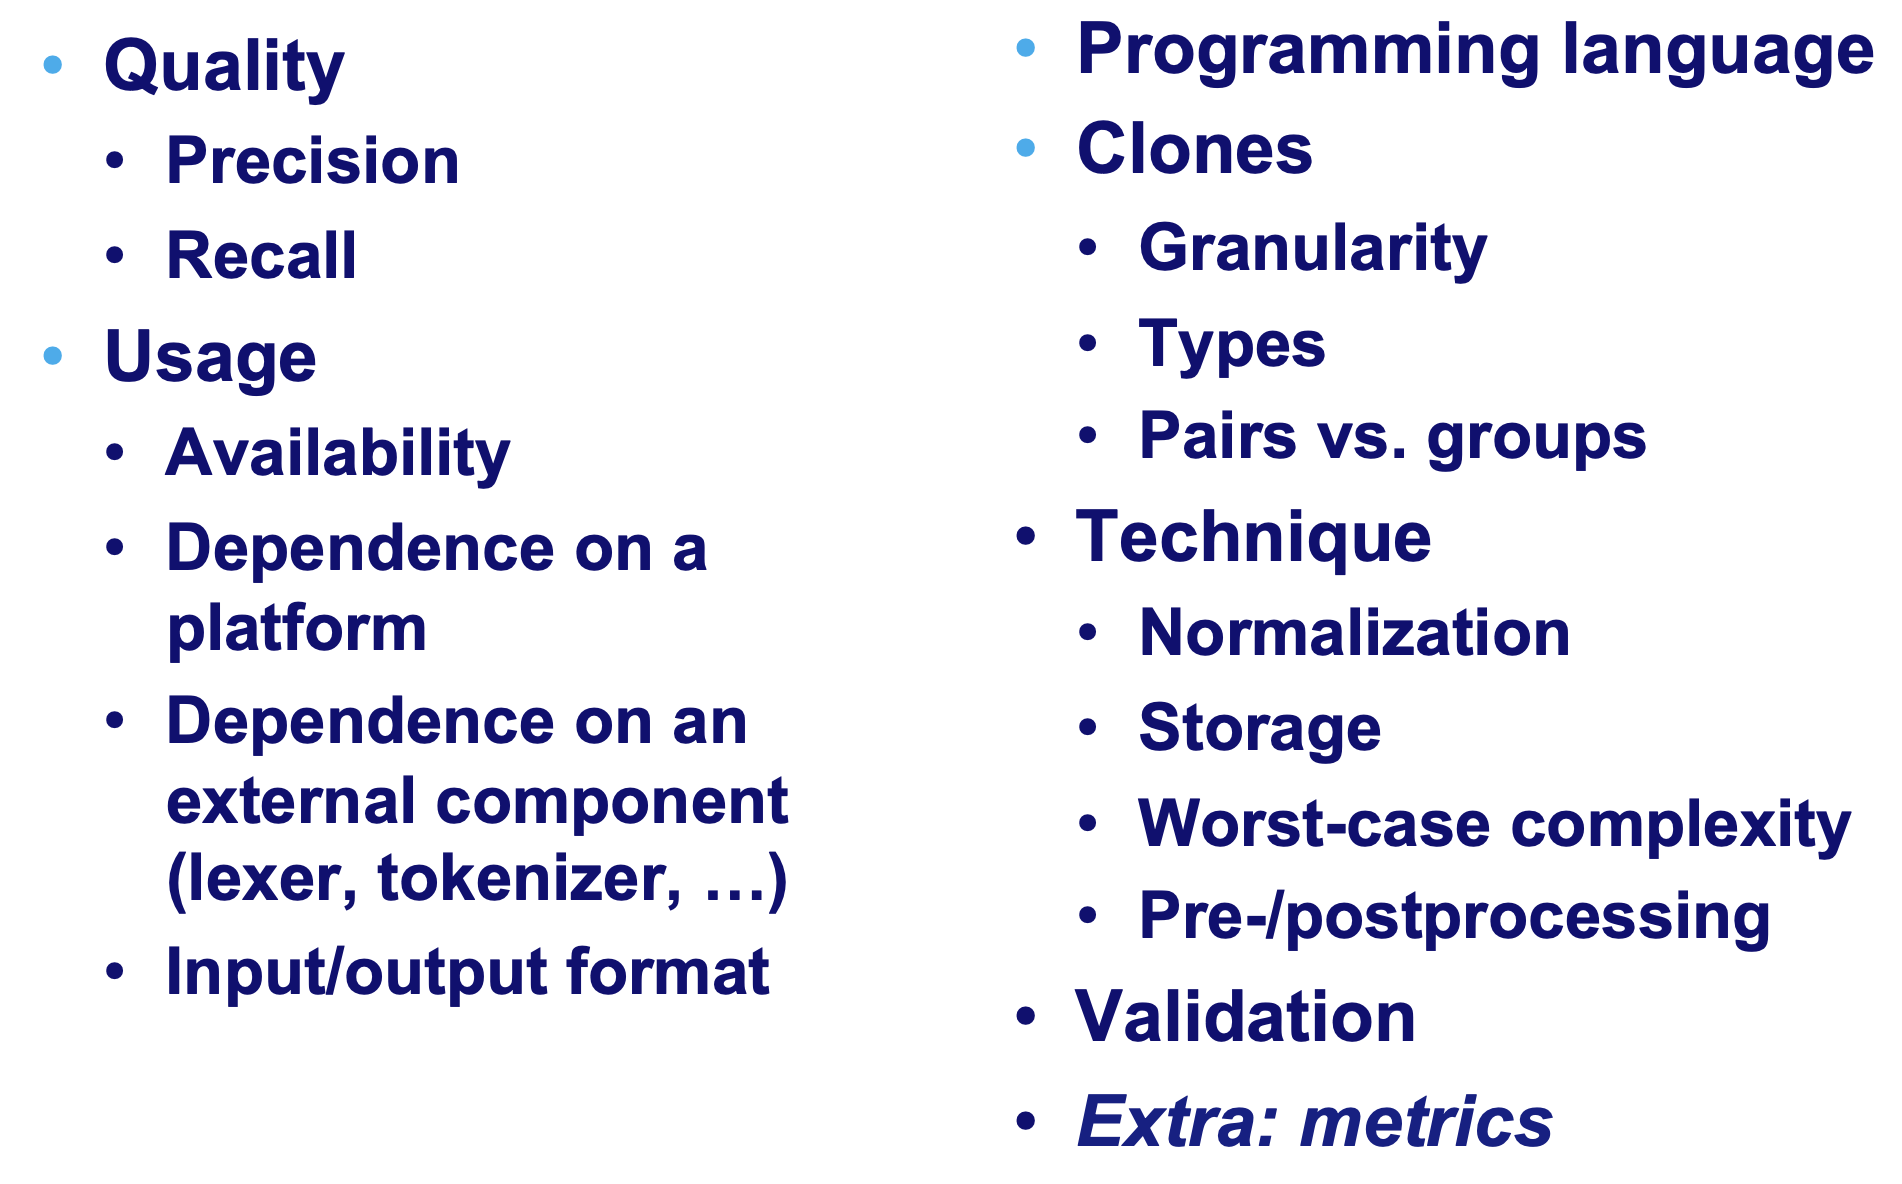 • Quality
• Precision
• Recall
• Usage
• Availability
• Dependence on a
platform
• Dependence on an
external component
(lexer, tokenizer, …)
• Input/output format
• Programming language
• Clones
• Granularity
• Types
• Pairs vs. groups
• Technique
• Normalization
• Storage
• Worst-case complexity
• Pre-/postprocessing
• Validation
• Extra: metrics